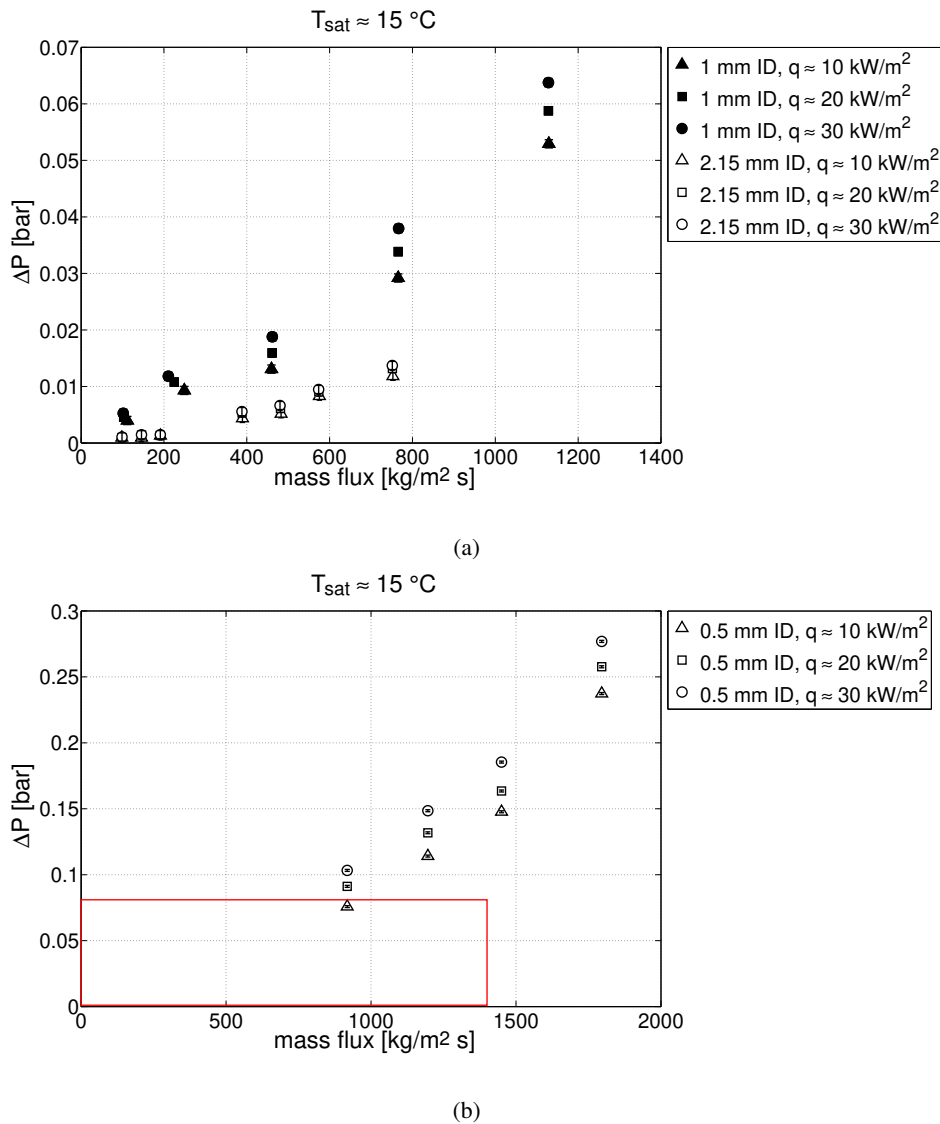 T_sat ≈ 15 °C
0.07
0.06
0.05
0.04
0.03
0.02
0.01
0
ΔP [bar]
0 200 400 600 800 1000 1200 1400
mass flux [kg/m² s]
1 mm ID, q ≈ 10 kW/m²
1 mm ID, q ≈ 20 kW/m²
1 mm ID, q ≈ 30 kW/m²
2.15 mm ID, q ≈ 10 kW/m²
2.15 mm ID, q ≈ 20 kW/m²
2.15 mm ID, q ≈ 30 kW/m²
(a)
T_sat ≈ 15 °C
0.3
0.25
0.2
0.15
0.1
0.05
0
ΔP [bar]
0 500 1000 1500 2000
mass flux [kg/m² s]
0.5 mm ID, q ≈ 10 kW/m²
0.5 mm ID, q ≈ 20 kW/m²
0.5 mm ID, q ≈ 30 kW/m²
(b)